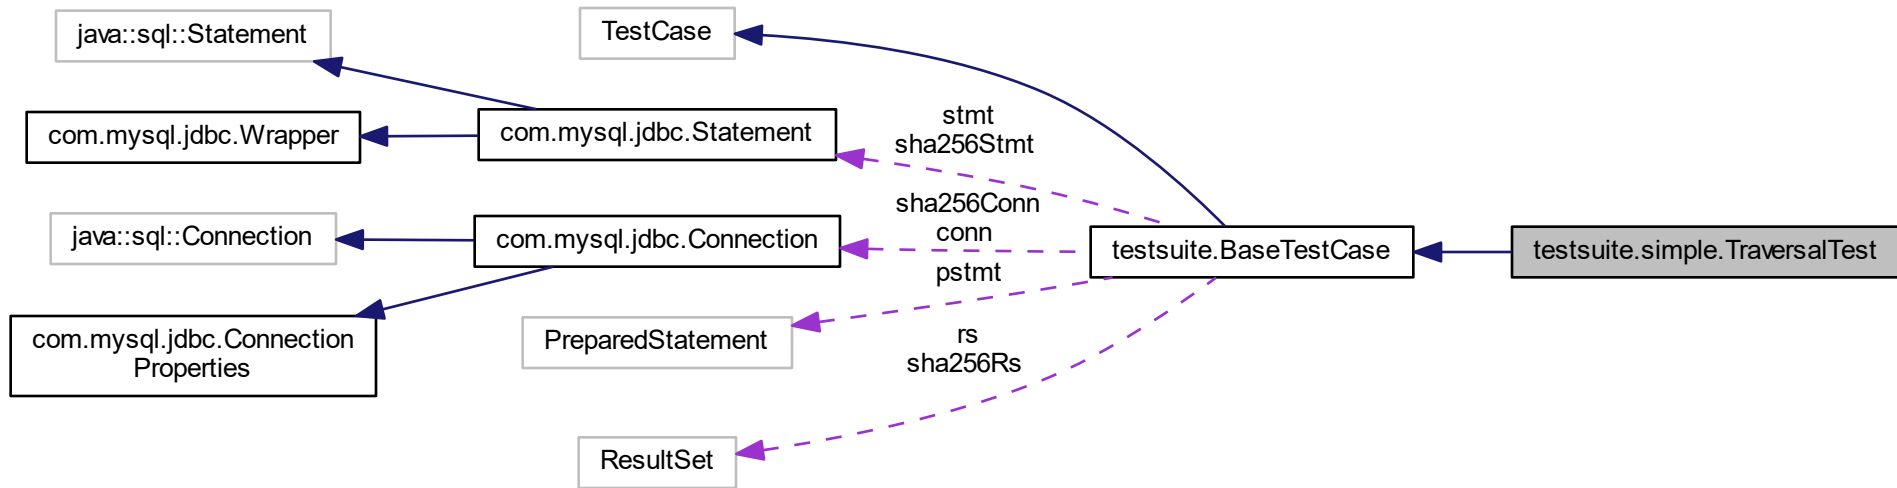 java::sql::Statement
TestCase
com.mysql.jdbc.Wrapper
com.mysql.jdbc.Statement
stmt
sha256Stmt
java::sql::Connection
com.mysql.jdbc.Connection
sha256Conn
conn
testsuite.BaseTestCase
testsuite.simple.TraversalTest
pstmt
com.mysql.jdbc.Connection
Properties
PreparedStatement
rs
sha256Rs
ResultSet